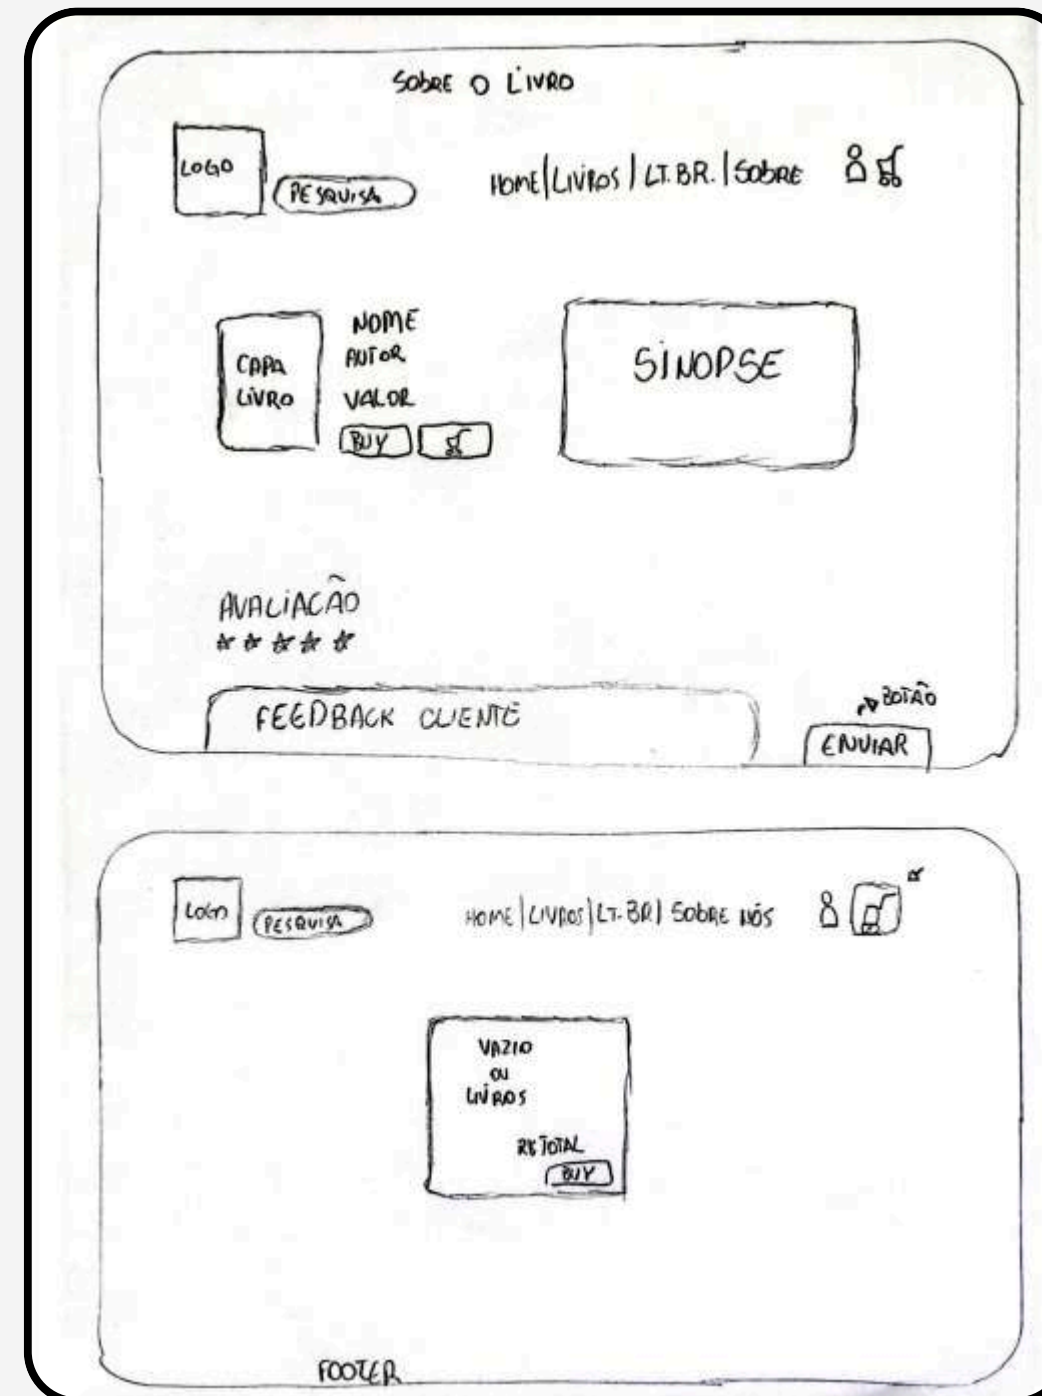 SOBRE O LIVRO
LOGO
PESQUISA
HOME|LIVROS|LT.BR.|SOBRE
CAPA
LIVRO
NOME
AUTOR
VALOR
BUY
SINOPSE
AVALIACÃO
FEEDBACK CLIENTE
BOTÃO
ENVIAR
LOGO
PESQUISA
HOME|LIVROS|LT.BR|SOBRE NÓS
VAZIO
OU
LIVROS
R$ TOTAL
BUY
FOOTER